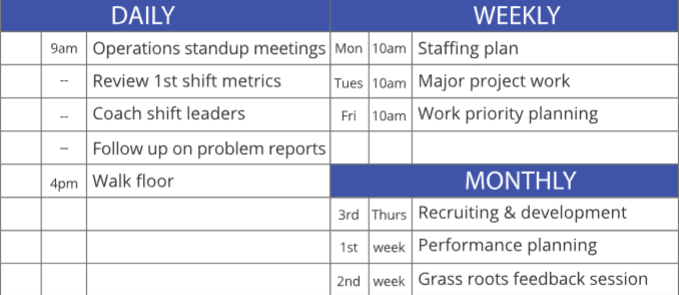 DAILY
9am Operations standup meetings
-- Review 1st shift metrics
-- Coach shift leaders
-- Follow up on problem reports
4pm Walk floor
WEEKLY
Mon 10am Staffing plan
Tues 10am Major project work
Fri 10am Work priority planning
MONTHLY
3rd Thurs Recruiting & development
1st week Performance planning
2nd week Grass roots feedback session